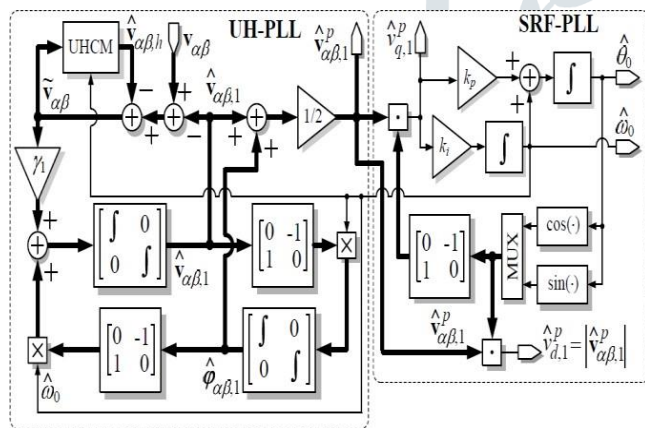 UH-PLL
SRF-PLL
UHCM
v̂αβ,h
vαβ
v̂ᵖαβ,1
v̂ᵖq,1
θ̂0
ṽαβ
−
+
v̂αβ,1
+
+
−
+
+
1/2
·
kp
+
+
∫
ω̂0
γ1
ki
∫
+
+
[∫ 0
0 ∫]
v̂αβ,1
[0 -1
1 0]
×
[0 -1
1 0]
MUX
cos(·)
sin(·)
×
[0 -1
1 0]
[∫ 0
0 ∫]
ω̂0
φ̂αβ,1
v̂ᵖαβ,1
·
v̂ᵖd,1=|v̂ᵖαβ,1|